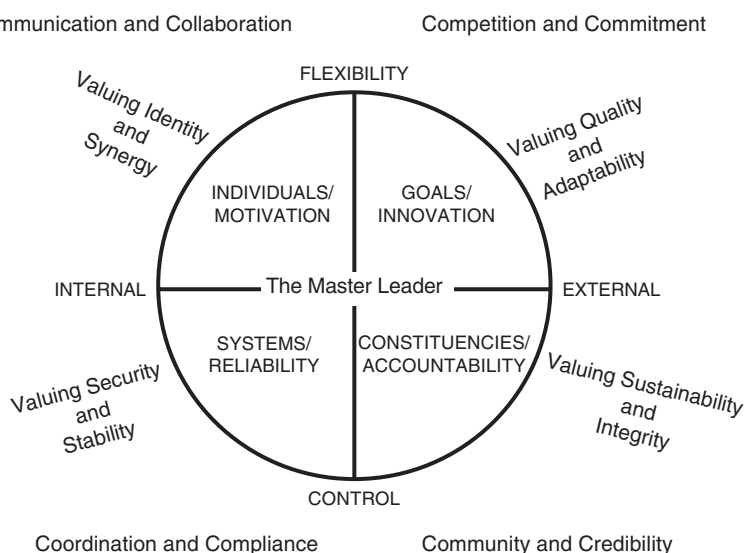 mmunication and Collaboration
Competition and Commitment
FLEXIBILITY
Valuing Identity
and
Synergy
Valuing Quality
and
Adaptability
INDIVIDUALS/
MOTIVATION
GOALS/
INNOVATION
INTERNAL
The Master Leader
EXTERNAL
SYSTEMS/
RELIABILITY
CONSTITUENCIES/
ACCOUNTABILITY
Valuing Security
and
Stability
Valuing Sustainability
and
Integrity
CONTROL
Coordination and Compliance
Community and Credibility